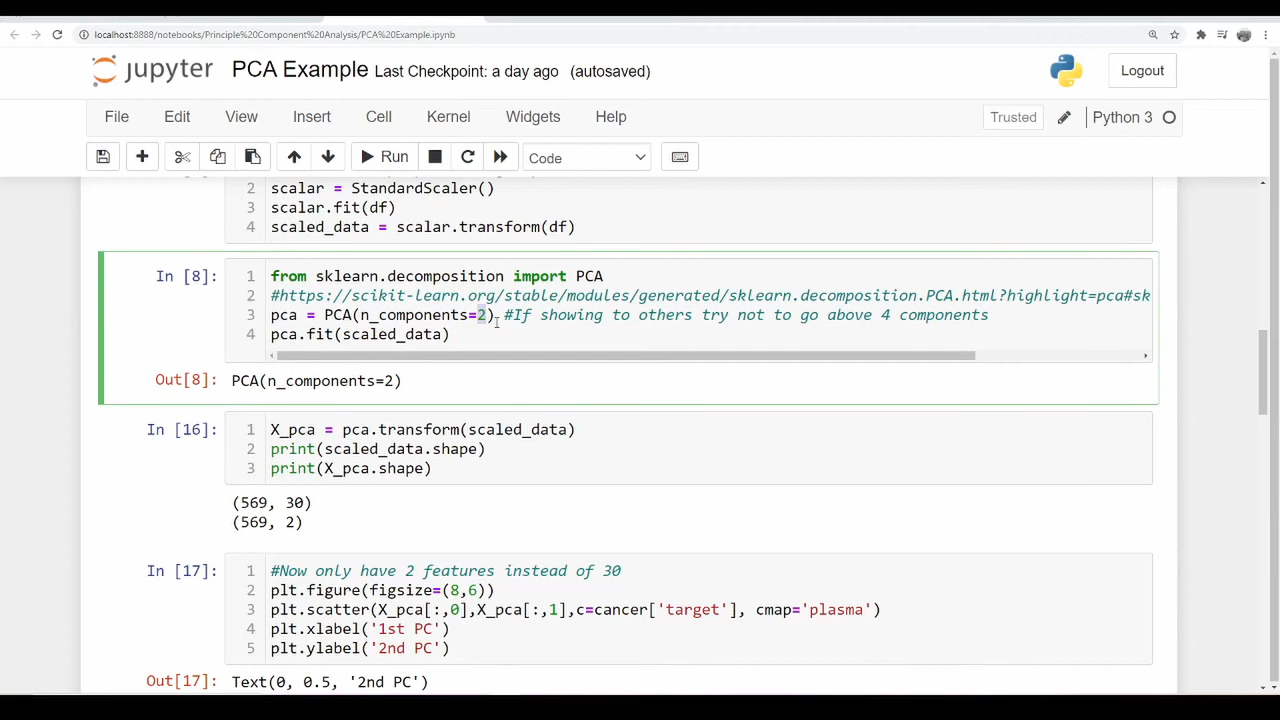 localhost:8888/notebooks/Principle%20Component%20Analysis/PCA%20Example.ipynb
jupyter PCA Example Last Checkpoint: a day ago (autosaved) Logout
File Edit View Insert Cell Kernel Widgets Help Trusted Python 3
Run Code
2 scalar = StandardScaler()
3 scalar.fit(df)
4 scaled_data = scalar.transform(df)
In [8]: 1 from sklearn.decomposition import PCA
2 #https://scikit-learn.org/stable/modules/generated/sklearn.decomposition.PCA.html?highlight=pca#sk
3 pca = PCA(n_components=2) #If showing to others try not to go above 4 components
4 pca.fit(scaled_data)
Out[8]: PCA(n_components=2)
In [16]: 1 X_pca = pca.transform(scaled_data)
2 print(scaled_data.shape)
3 print(X_pca.shape)
(569, 30)
(569, 2)
In [17]: 1 #Now only have 2 features instead of 30
2 plt.figure(figsize=(8,6))
3 plt.scatter(X_pca[:,0],X_pca[:,1],c=cancer['target'], cmap='plasma')
4 plt.xlabel('1st PC')
5 plt.ylabel('2nd PC')
Out[17]: Text(0, 0.5, '2nd PC')